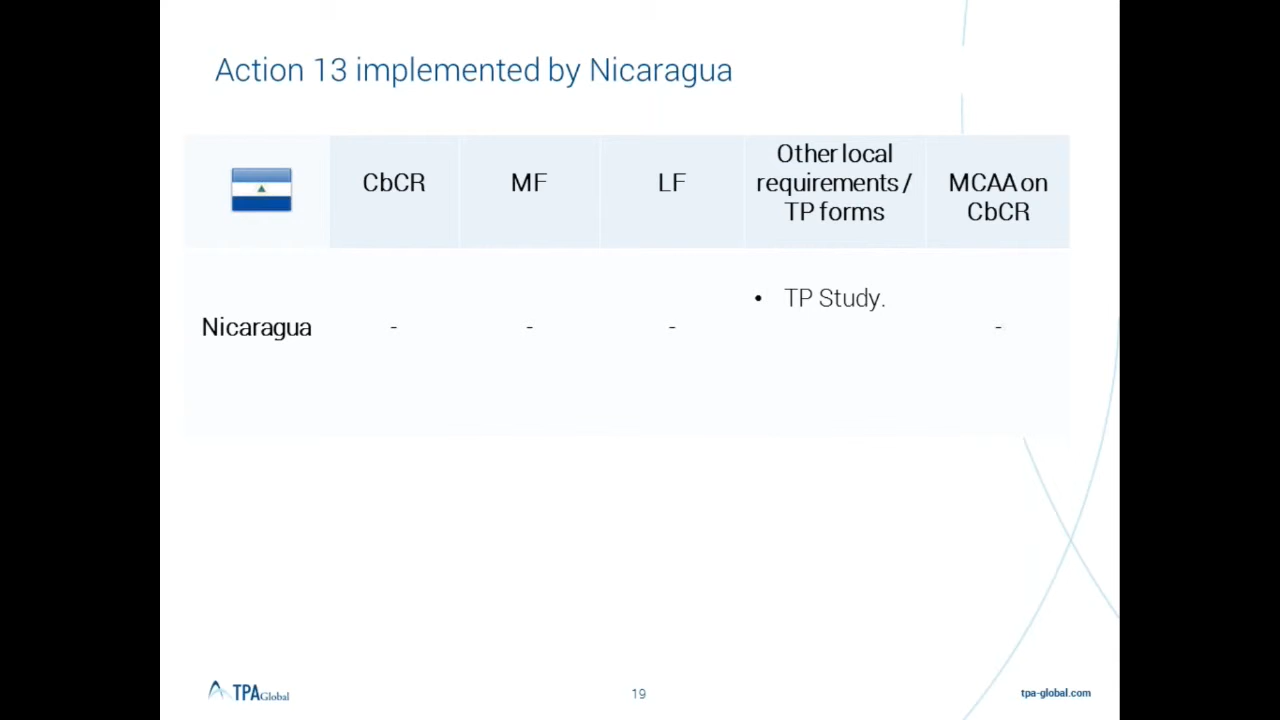 Action 13 implemented by Nicaragua
CbCR
MF
LF
Other local
requirements /
TP forms
MCAA on
CbCR
Nicaragua
-
-
-
• TP Study.
-
TPA Global
19
tpa-global.com